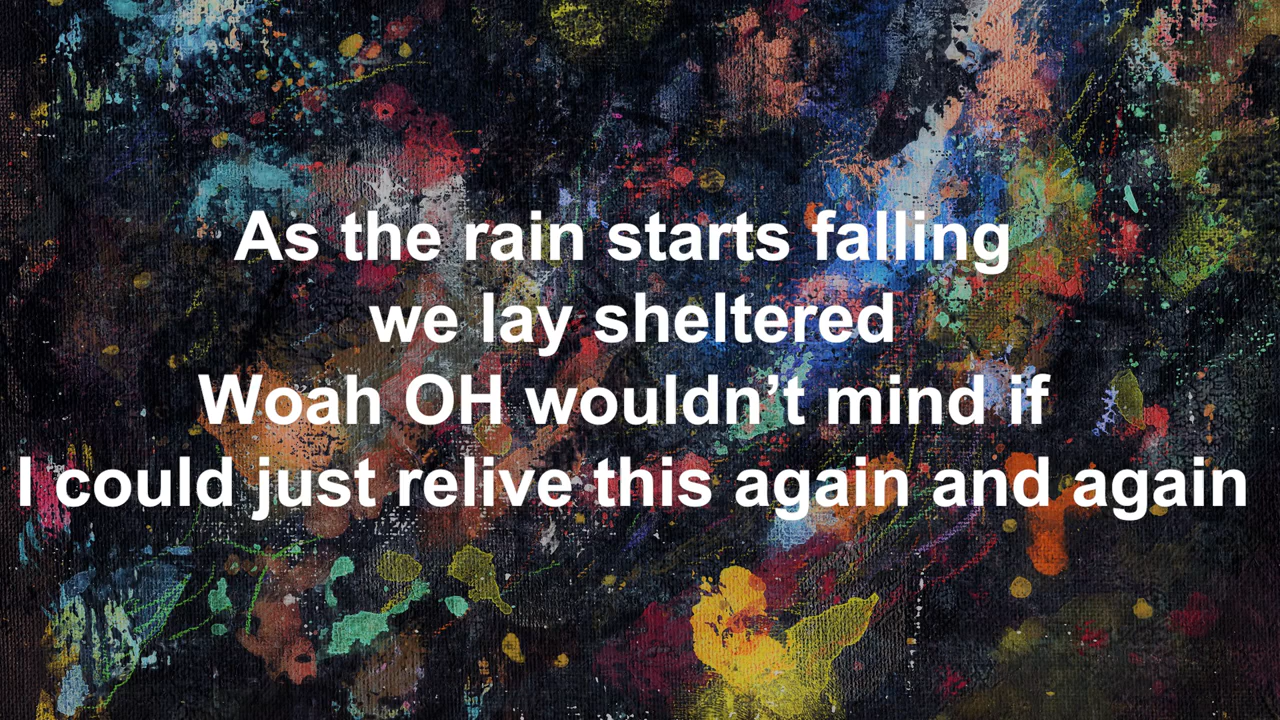 As the rain starts falling
we lay sheltered
Woah OH wouldn’t mind if
I could just relive this again and again